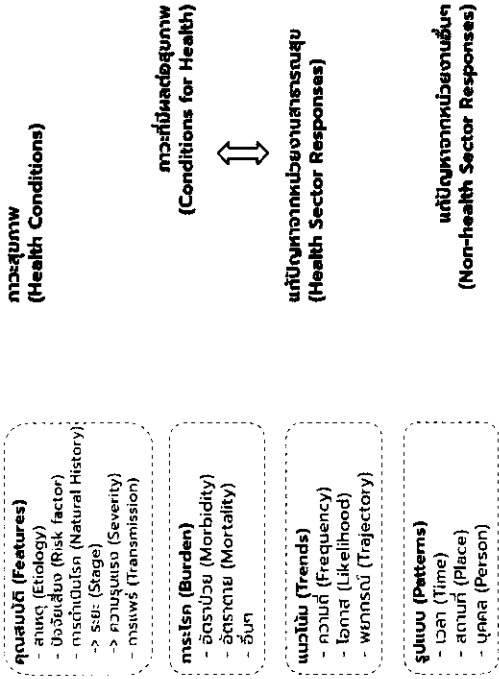 คุณสมบัติ (Features)
- สาเหตุ (Etiology)
- ปัจจัยเสี่ยง (Risk factor)
- การดำเนินโรค (Natural History)
-> ระยะ (Stage)
-> ความรุนแรง (Severity)
- การแพร่ (Transmission)
ภาระโรค (Burden)
- อัตราป่วย (Morbidity)
- อัตราตาย (Mortality)
อื่นๆ
แนวโน้ม (Trends)
- ความถี่ (Frequency)
- โอกาส (Likelihood)
- พยากรณ์ (Trajectory)
รูปแบบ (Patterns)
- เวลา (Time)
- สถานที่ (Place)
- บุคคล (Person)
ภาวะสุขภาพ
(Health Conditions)
ภาวะที่มีผลต่อสุขภาพ
(Conditions for Health)
แก้ปัญหาจากหน่วยงานสาธารณสุข
(Health Sector Responses)
แก้ปัญหาจากหน่วยงานอื่นๆ
(Non-health Sector Responses)